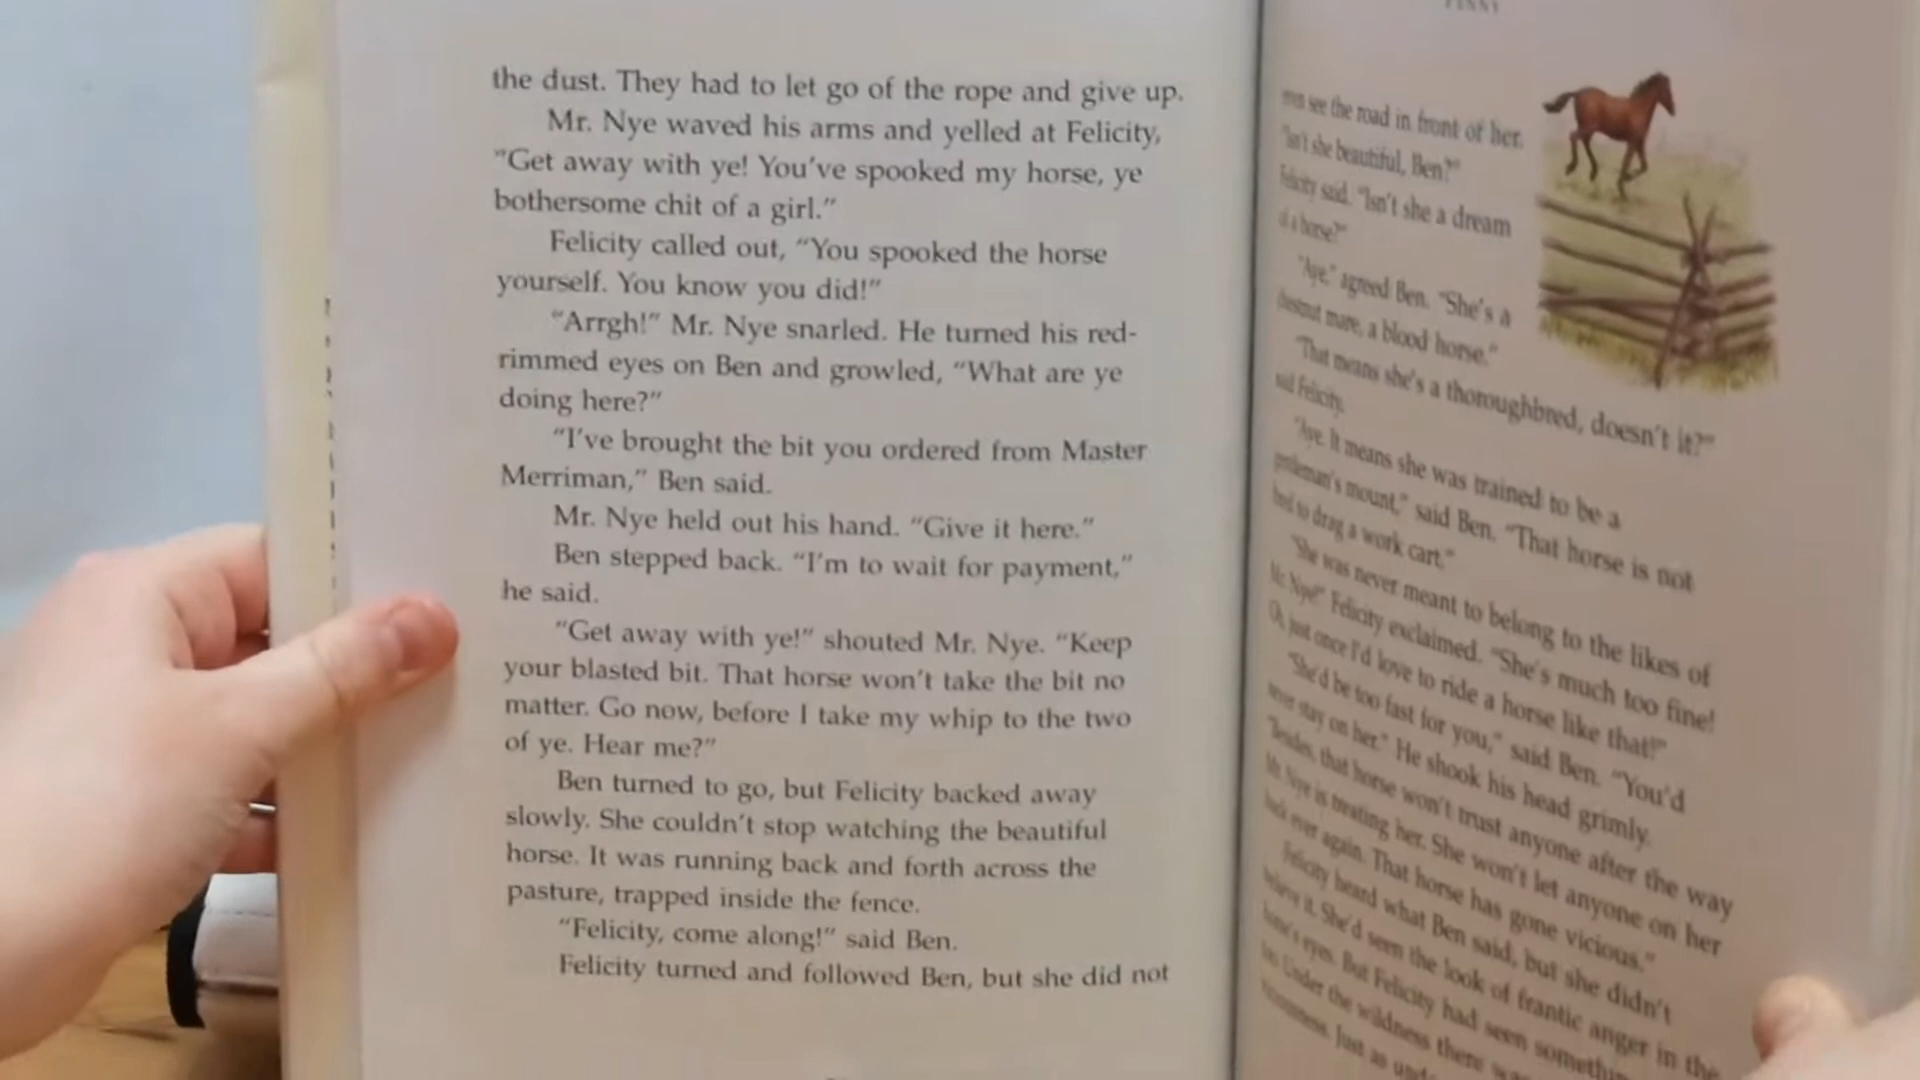 the dust. They had to let go of the rope and give up.
Mr. Nye waved his arms and yelled at Felicity,
"Get away with ye! You've spooked my horse, ye
bothersome chit of a girl."
Felicity called out, "You spooked the horse
yourself. You know you did!"
"Arrgh!" Mr. Nye snarled. He turned his red-
rimmed eyes on Ben and growled, "What are ye
doing here?"
"I've brought the bit you ordered from Master
Merriman," Ben said.
Mr. Nye held out his hand. "Give it here."
Ben stepped back. "I'm to wait for payment,"
he said.
"Get away with ye!" shouted Mr. Nye. "Keep
your blasted bit. That horse won't take the bit no
matter. Go now, before I take my whip to the two
of ye. Hear me?"
Ben turned to go, but Felicity backed away
slowly. She couldn't stop watching the beautiful
horse. It was running back and forth across the
pasture, trapped inside the fence.
"Felicity, come along!" said Ben.
Felicity turned and followed Ben, but she did not
PENNY
even see the road in front of her.
"Isn't she beautiful, Ben?"
Felicity said. "Isn't she a dream
of a horse?"
"Aye," agreed Ben. "She's a
chestnut mare, a blood horse."
"That means she's a thoroughbred, doesn't it?"
said Felicity.
"Aye. It means she was trained to be a
gentleman's mount," said Ben. "That horse is not
bred to drag a work cart."
"She was never meant to belong to the likes of
Mr. Nye!" Felicity exclaimed. "She's much too fine!
Oh, just once I'd love to ride a horse like that!"
"She'd be too fast for you," said Ben. "You'd
never stay on her." He shook his head grimly.
"Besides, that horse won't trust anyone after the way
Mr. Nye is treating her. She won't let anyone on her
back ever again. That horse has gone vicious."
Felicity heard what Ben said, but she didn't
believe it. She'd seen the look of frantic anger in the
horse's eyes. But Felicity had seen
Under the wildness there
Just as